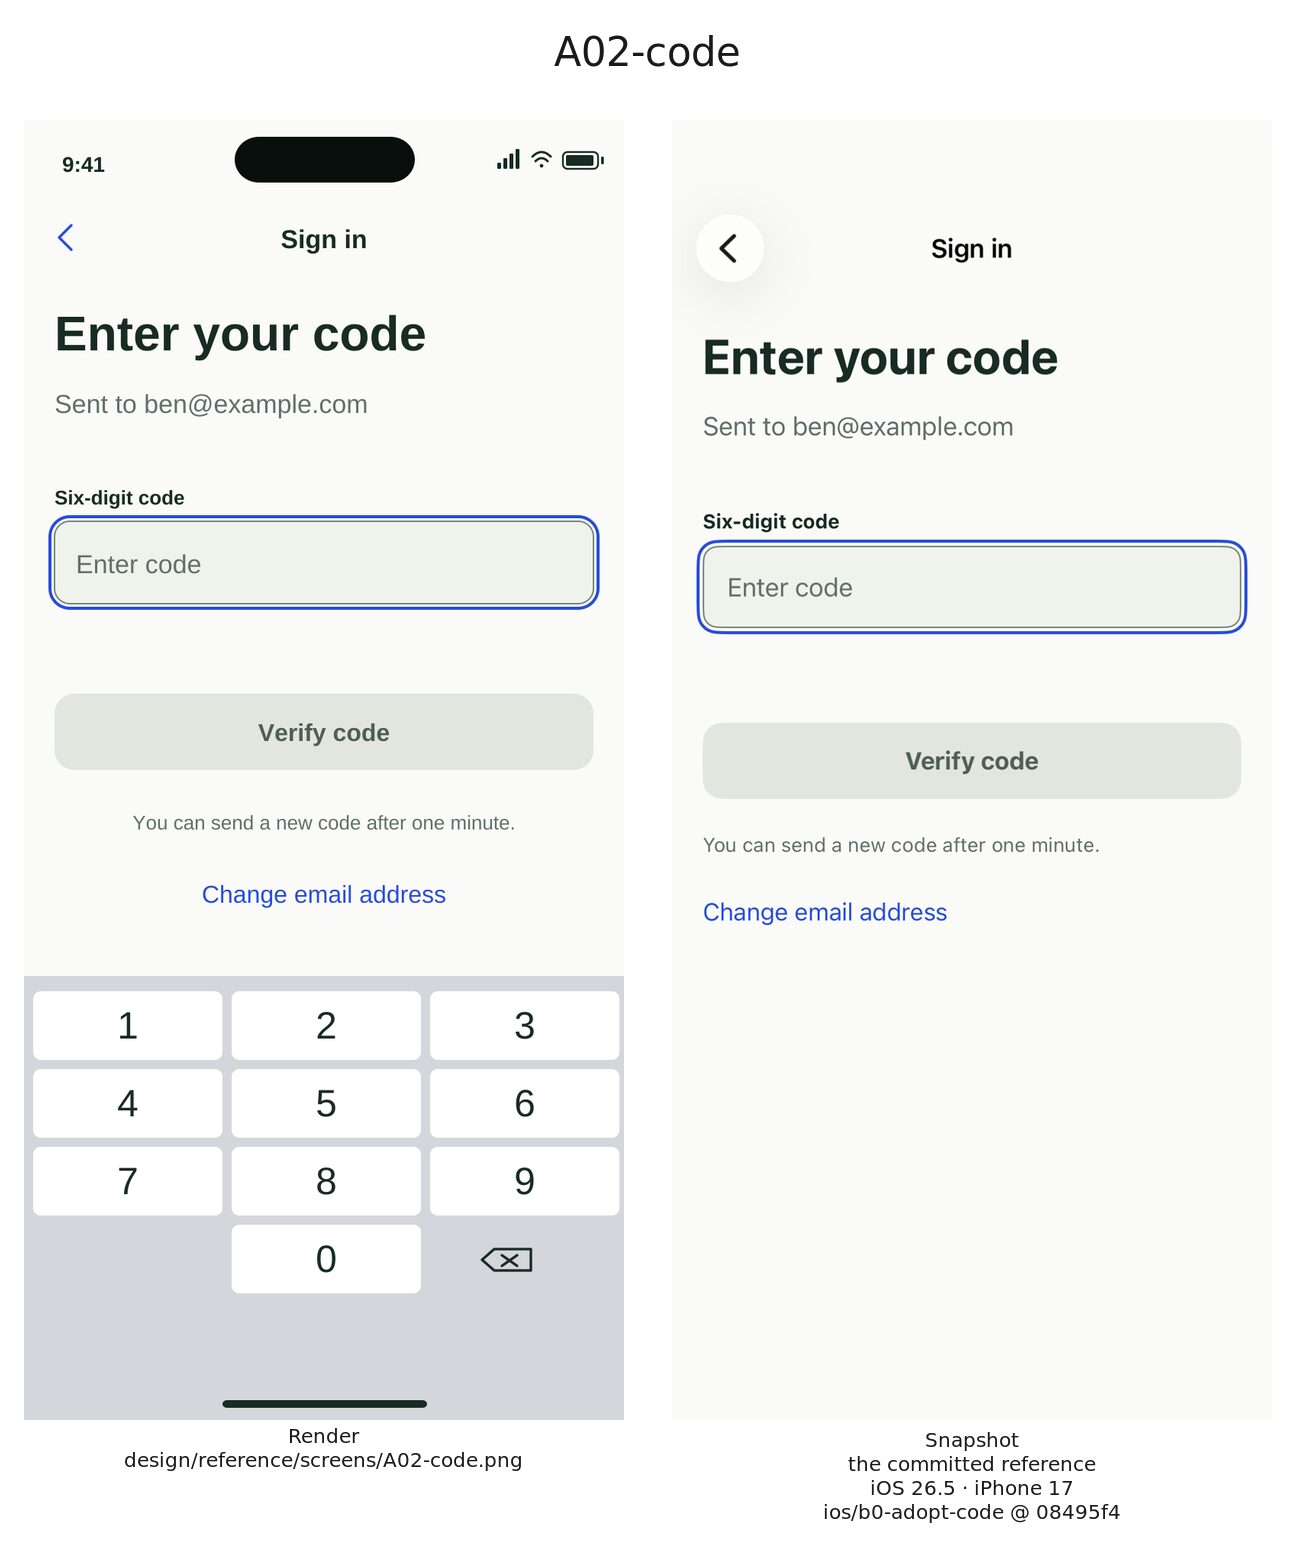 A02-code
9:41
Sign in
Enter your code
Sent to ben@example.com
Six-digit code
Enter code
Verify code
You can send a new code after one minute.
Change email address
1 2 3
4 5 6
7 8 9
0
Render
design/reference/screens/A02-code.png
Sign in
Enter your code
Sent to ben@example.com
Six-digit code
Enter code
Verify code
You can send a new code after one minute.
Change email address
Snapshot
the committed reference
iOS 26.5 · iPhone 17
ios/b0-adopt-code @ 08495f4